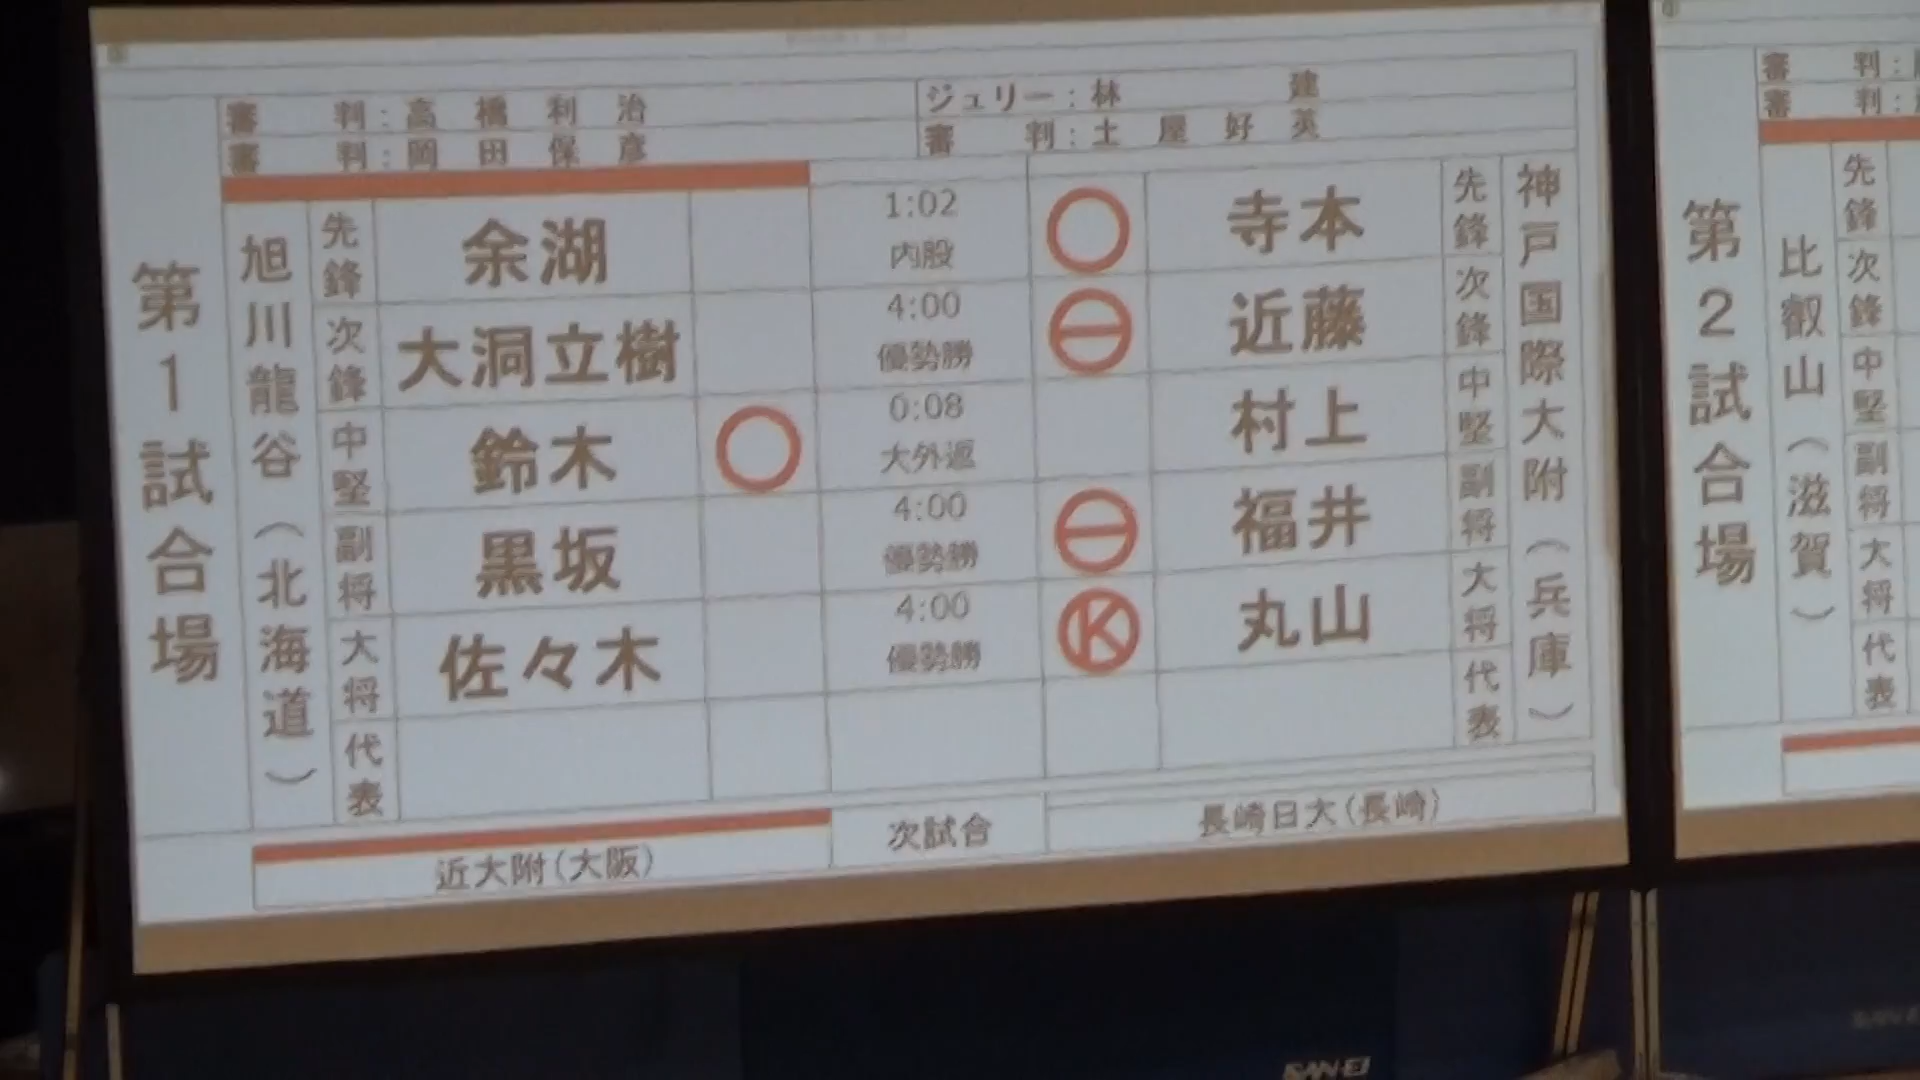 審判：高橋利治
ジュリー：林建
審判：岡田保彦
審判：土屋好英
第1試合場
旭川龍谷（北海道）
神戸国際大附（兵庫）
先鋒 余湖 1:02 内股 ○ 寺本 先鋒
次鋒 大洞立樹 4:00 優勢勝 ㊀ 近藤 次鋒
中堅 鈴木 ○ 0:08 大外返 村上 中堅
副将 黒坂 4:00 優勢勝 ㊀ 福井 副将
大将 佐々木 4:00 優勢勝 Ⓚ 丸山 大将
代表 代表
近大附(大阪) 次試合 長崎日大(長崎)
審判：
審判：
第2試合場
比叡山（滋賀）
先鋒
次鋒
中堅
副将
大将
代表
SAN-EI